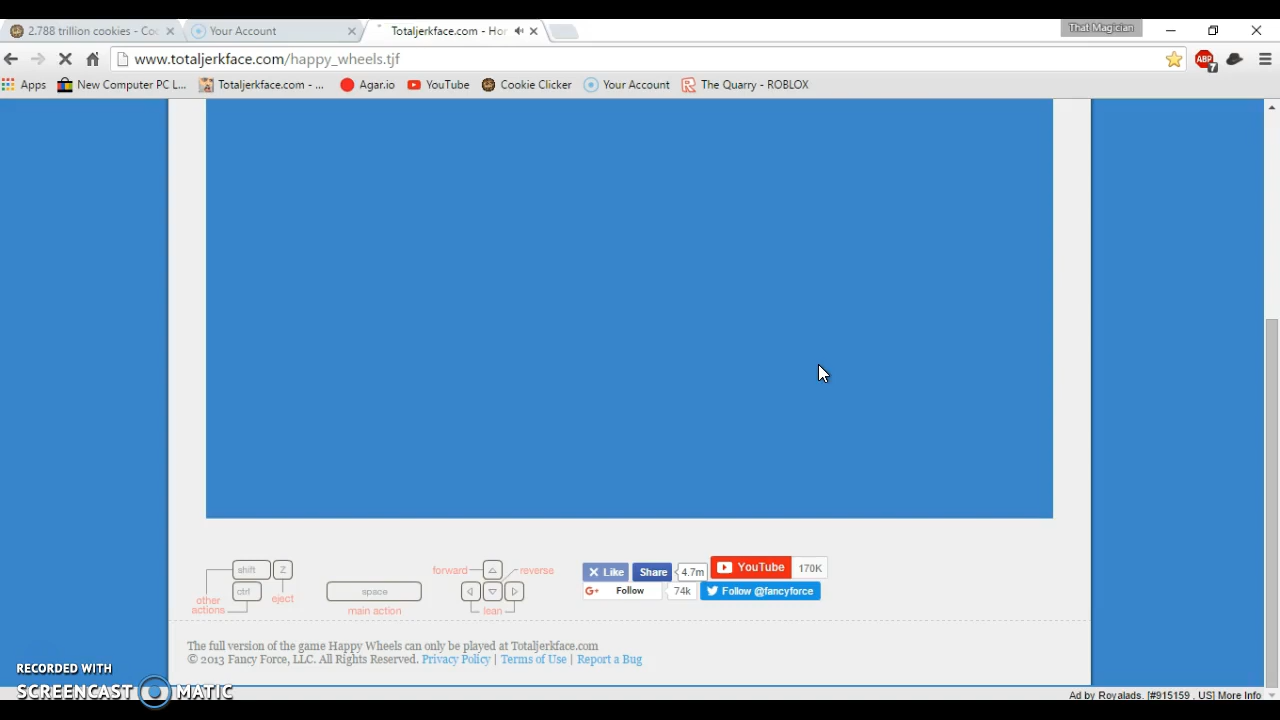 2.788 trillion cookies - Co
Your Account
Totaljerkface.com - Hor
That Magician
www.totaljerkface.com/happy_wheels.tjf
ABP
7
Apps
New Computer PC L...
Totaljerkface.com - ...
Agar.io
YouTube
Cookie Clicker
Your Account
The Quarry - ROBLOX
shift
Z
ctrl
other
actions
eject
space
main action
forward
reverse
lean
Like
Share
4.7m
YouTube
170K
G+
Follow
74k
Follow @fancyforce
The full version of the game Happy Wheels can only be played at Totaljerkface.com
© 2013 Fancy Force, LLC. All Rights Reserved. Privacy Policy | Terms of Use | Report a Bug
RECORDED WITH
SCREENCAST MATIC
Ad by Royalads. [#915159 , US] More Info